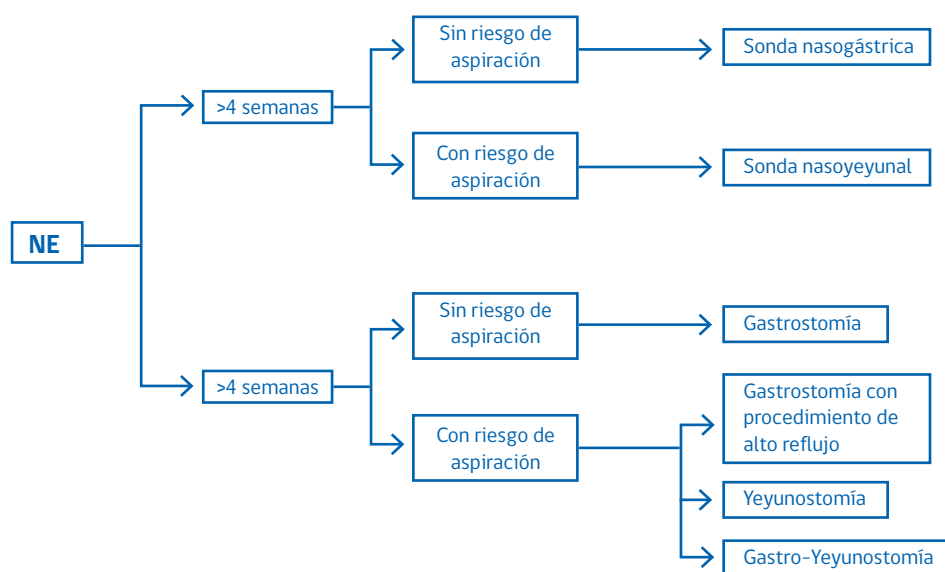 NE
>4 semanas
Sin riesgo de
aspiración
Sonda nasogástrica
Con riesgo de
aspiración
Sonda nasoyeyunal
>4 semanas
Sin riesgo de
aspiración
Gastrostomía
Con riesgo de
aspiración
Gastrostomía con
procedimiento de
alto reflujo
Yeyunostomía
Gastro-Yeyunostomía